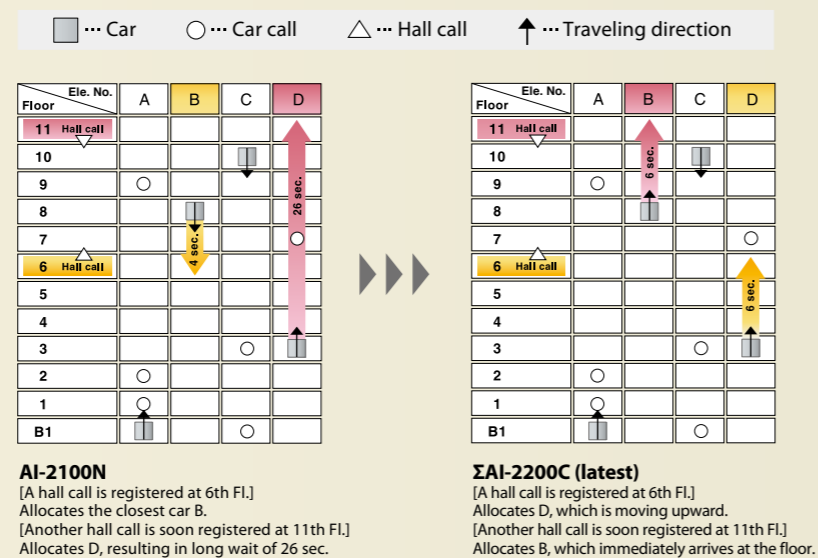 ··· Car ··· Car call ··· Hall call ··· Traveling direction
Ele. No.
Floor A B C D
11 Hall call
10
9
8
7
6 Hall call
5
4
3
2
1
B1
4 sec.
26 sec.
AI-2100N
[A hall call is registered at 6th Fl.]
Allocates the closest car B.
[Another hall call is soon registered at 11th Fl.]
Allocates D, resulting in long wait of 26 sec.
Ele. No.
Floor A B C D
11 Hall call
10
9
8
7
6 Hall call
5
4
3
2
1
B1
6 sec.
6 sec.
ΣAI-2200C (latest)
[A hall call is registered at 6th Fl.]
Allocates D, which is moving upward.
[Another hall call is soon registered at 11th Fl.]
Allocates B, which immediately arrives at the floor.